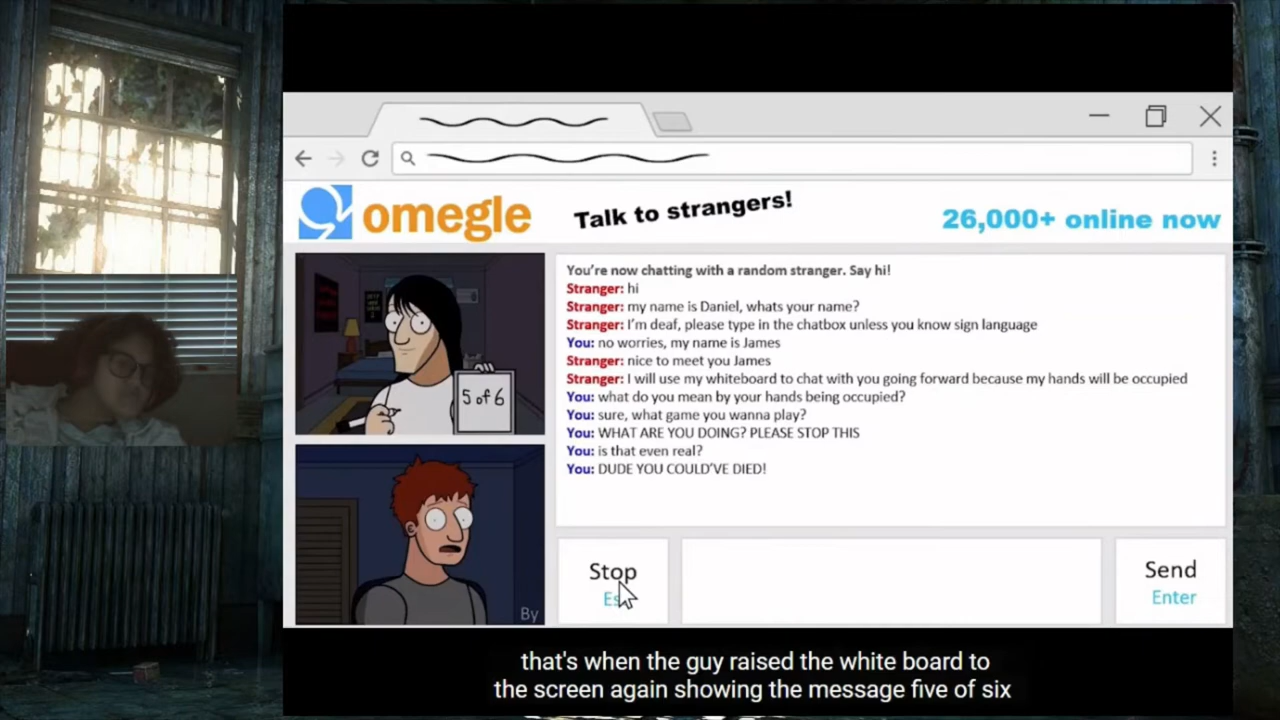 omegle
Talk to strangers!
26,000+ online now
You're now chatting with a random stranger. Say hi!
Stranger: hi
Stranger: my name is Daniel, whats your name?
Stranger: I'm deaf, please type in the chatbox unless you know sign language
You: no worries, my name is James
Stranger: nice to meet you James
Stranger: I will use my whiteboard to chat with you going forward because my hands will be occupied
You: what do you mean by your hands being occupied?
You: sure, what game you wanna play?
You: WHAT ARE YOU DOING? PLEASE STOP THIS
You: is that even real?
You: DUDE YOU COULD'VE DIED!
5 of 6
By
Stop
Send
Enter
that's when the guy raised the white board to
the screen again showing the message five of six